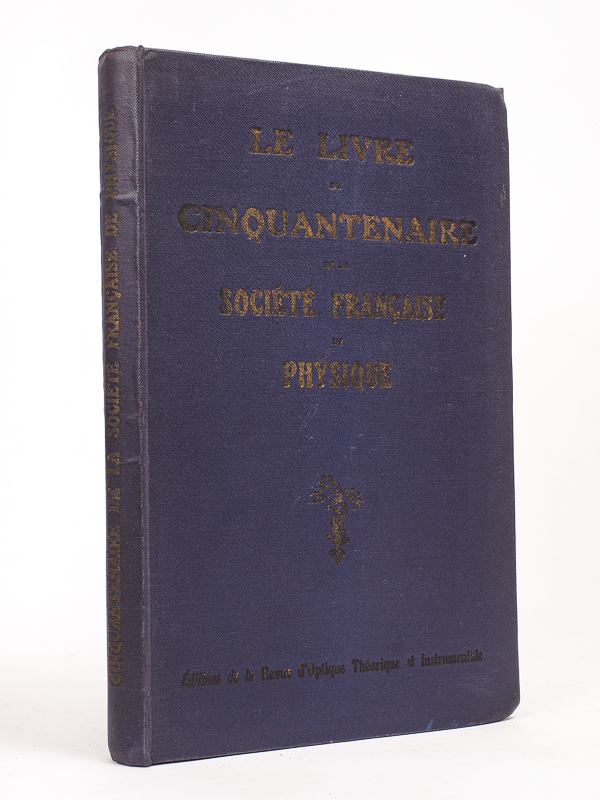 LE LIVRE
DU
CINQUANTENAIRE
DE LA
SOCIÉTÉ FRANÇAISE
DE
PHYSIQUE
Éditions de la Revue d'Optique Théorique et Instrumentale
CINQUANTENAIRE DE LA SOCIÉTÉ FRANÇAISE DE PHYSIQUE